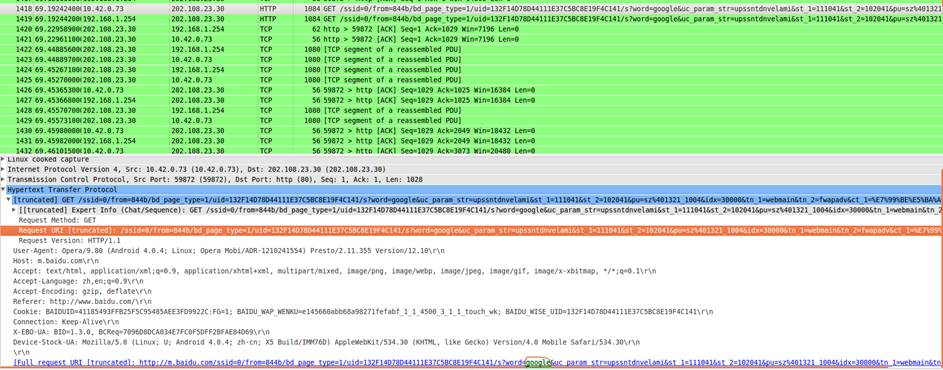 1418 69.19242900(10.42.0.73 202.108.23.30 HTTP 1084 GET /ssid=0/from=844b/bd_page_type=1/uid=132F14D78D44111E37C5BC8E19F4C141/s?word=google&uc_param_str=upssntdnvelami&st_1=111041&st_2=102041&pu=sz%401321
1419 69.19244200(192.168.1.254 202.108.23.30 HTTP 1084 GET /ssid=0/from=844b/bd_page_type=1/uid=132F14D78D44111E37C5BC8E19F4C141/s?word=google&uc_param_str=upssntdnvelami&st_1=111041&st_2=102041&pu=sz%401321
1420 69.22958900(202.108.23.30 192.168.1.254 TCP 62 http > 59872 [ACK] Seq=1 Ack=1029 Win=7196 Len=0
1421 69.22961100(202.108.23.30 10.42.0.73 TCP 56 http > 59872 [ACK] Seq=1 Ack=1029 Win=7196 Len=0
1422 69.44885600(202.108.23.30 192.168.1.254 TCP 1080 [TCP segment of a reassembled PDU]
1423 69.44889700(202.108.23.30 10.42.0.73 TCP 1080 [TCP segment of a reassembled PDU]
1424 69.45267100(202.108.23.30 192.168.1.254 TCP 1080 [TCP segment of a reassembled PDU]
1425 69.45270000(202.108.23.30 10.42.0.73 TCP 1080 [TCP segment of a reassembled PDU]
1426 69.45365300(10.42.0.73 202.108.23.30 TCP 56 59872 > http [ACK] Seq=1029 Ack=1025 Win=16384 Len=0
1427 69.45366800(192.168.1.254 202.108.23.30 TCP 56 59872 > http [ACK] Seq=1029 Ack=1025 Win=16384 Len=0
1428 69.45570700(202.108.23.30 192.168.1.254 TCP 1080 [TCP segment of a reassembled PDU]
1429 69.45573100(202.108.23.30 10.42.0.73 TCP 1080 [TCP segment of a reassembled PDU]
1430 69.45980000(10.42.0.73 202.108.23.30 TCP 56 59872 > http [ACK] Seq=1029 Ack=2049 Win=18432 Len=0
1431 69.45982000(192.168.1.254 202.108.23.30 TCP 56 59872 > http [ACK] Seq=1029 Ack=2049 Win=18432 Len=0
1432 69.46101500(10.42.0.73 202.108.23.30 TCP 56 59872 > http [ACK] Seq=1029 Ack=3073 Win=20480 Len=0
Linux cooked capture
Internet Protocol Version 4, Src: 10.42.0.73 (10.42.0.73), Dst: 202.108.23.30 (202.108.23.30)
Transmission Control Protocol, Src Port: 59872 (59872), Dst Port: http (80), Seq: 1, Ack: 1, Len: 1028
Hypertext Transfer Protocol
[truncated] GET /ssid=0/from=844b/bd_page_type=1/uid=132F14D78D44111E37C5BC8E19F4C141/s?word=google&uc_param_str=upssntdnvelami&st_1=111041&st_2=102041&pu=sz%401321_1004&idx=30000&tn_1=webmain&tn_2=fwapadv&ct_1=%E7%99%BE%E5%BA%A
[[truncated] Expert Info (Chat/Sequence): GET /ssid=0/from=844b/bd_page_type=1/uid=132F14D78D44111E37C5BC8E19F4C141/s?word=google&uc_param_str=upssntdnvelami&st_1=111041&st_2=102041&pu=sz%401321_1004&idx=30000&tn_1=webmain&tn_2
Request Method: GET
Request URI [truncated]: /ssid=0/from=844b/bd_page_type=1/uid=132F14D78D44111E37C5BC8E19F4C141/s?word=google&uc_param_str=upssntdnvelami&st_1=111041&st_2=102041&pu=sz%401321_1004&idx=30000&tn_1=webmain&tn_2=fwapadv&ct_1=%E7%99%
Request Version: HTTP/1.1
User-Agent: Opera/9.80 (Android 4.0.4; Linux; Opera Mobi/ADR-1210241554) Presto/2.11.355 Version/12.10\r\n
Host: m.baidu.com\r\n
Accept: text/html, application/xml;q=0.9, application/xhtml+xml, multipart/mixed, image/png, image/webp, image/jpeg, image/gif, image/x-xbitmap, */*;q=0.1\r\n
Accept-Language: zh,en;q=0.9\r\n
Accept-Encoding: gzip, deflate\r\n
Referer: http://www.baidu.com/\r\n
Cookie: BAIDUID=41185493FFB25F5C95485AEE3FD9922C:FG=1; BAIDU_WAP_WENKU=e145660abb68a98271fefabf_1_1_4500_3_1_1_touch_wk; BAIDU_WISE_UID=132F14D78D44111E37C5BC8E19F4C141\r\n
Connection: Keep-Alive\r\n
X-EBO-UA: BID=1.3.0, BCReq=7096D8DCA034E7FC0F5DFF2BFAE84D69\r\n
Device-Stock-UA: Mozilla/5.0 (Linux; U; Android 4.0.4; zh-cn; X5 Build/IMM76D) AppleWebKit/534.30 (KHTML, like Gecko) Version/4.0 Mobile Safari/534.30\r\n
\r\n
[Full request URI [truncated]: http://m.baidu.com/ssid=0/from=844b/bd_page_type=1/uid=132F14D78D44111E37C5BC8E19F4C141/s?word=google&uc_param_str=upssntdnvelami&st_1=111041&st_2=102041&pu=sz%401321_1004&idx=30000&tn_1=webmain&tn